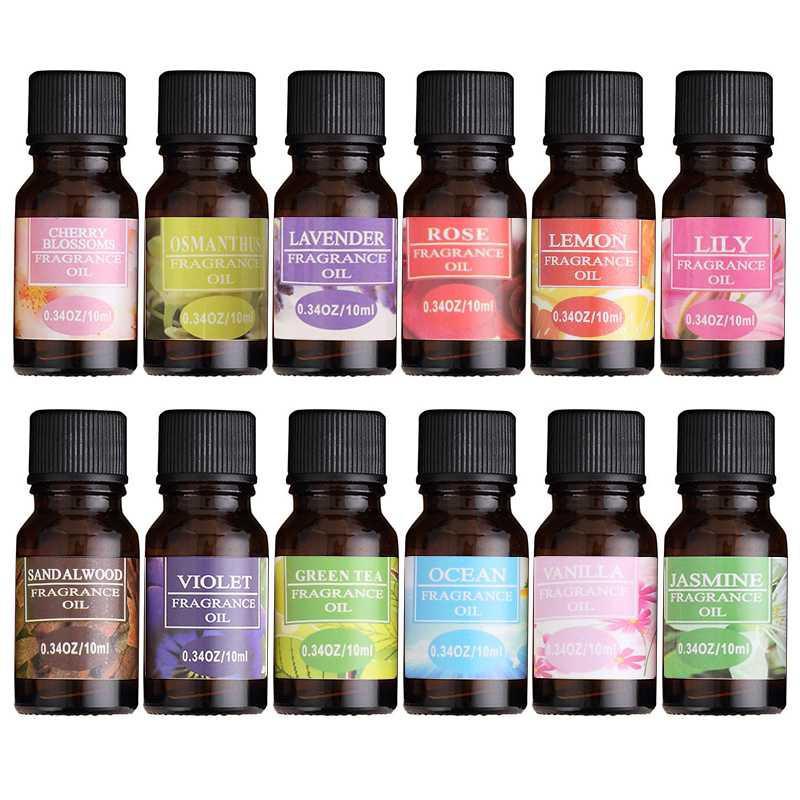 CHERRY
BLOSSOMS
FRAGRANCE
OIL
0.34OZ/10ml
OSMANTHUS
FRAGRANCE
OIL
0.34OZ/10ml
LAVENDER
FRAGRANCE
OIL
0.34OZ/10ml
ROSE
FRAGRANCE
OIL
0.34OZ/10ml
LEMON
FRAGRANCE
OIL
0.34OZ/10ml
LILY
FRAGRANCE
OIL
0.34OZ/10ml
SANDALWOOD
FRAGRANCE
OIL
0.34OZ/10ml
VIOLET
FRAGRANCE
OIL
0.34OZ/10ml
GREEN TEA
FRAGRANCE
OIL
0.34OZ/10ml
OCEAN
FRAGRANCE
OIL
0.34OZ/10ml
VANILLA
FRAGRANCE
OIL
0.34OZ/10ml
JASMINE
FRAGRANCE
OIL
0.34OZ/10ml